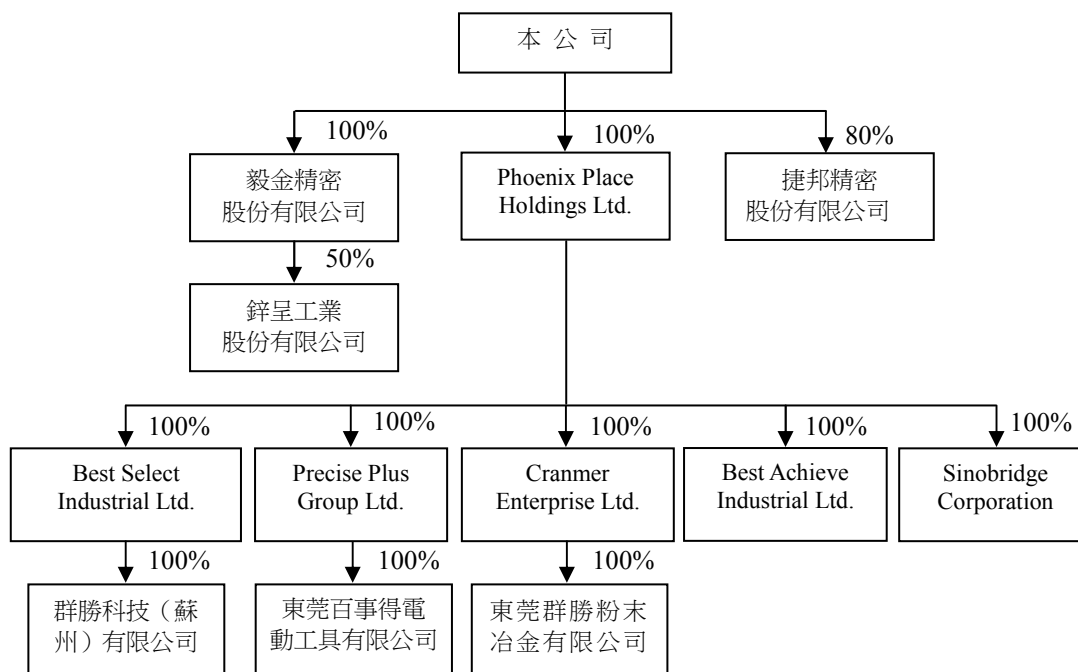 本 公 司
100%
100%
80%
毅金精密
股份有限公司
Phoenix Place
Holdings Ltd.
捷邦精密
股份有限公司
50%
鋅呈工業
股份有限公司
100%
100%
100%
100%
100%
Best Select
Industrial Ltd.
Precise Plus
Group Ltd.
Cranmer
Enterprise Ltd.
Best Achieve
Industrial Ltd.
Sinobridge
Corporation
100%
100%
100%
群勝科技（蘇
州）有限公司
東莞百事得電
動工具有限公司
東莞群勝粉末
冶金有限公司